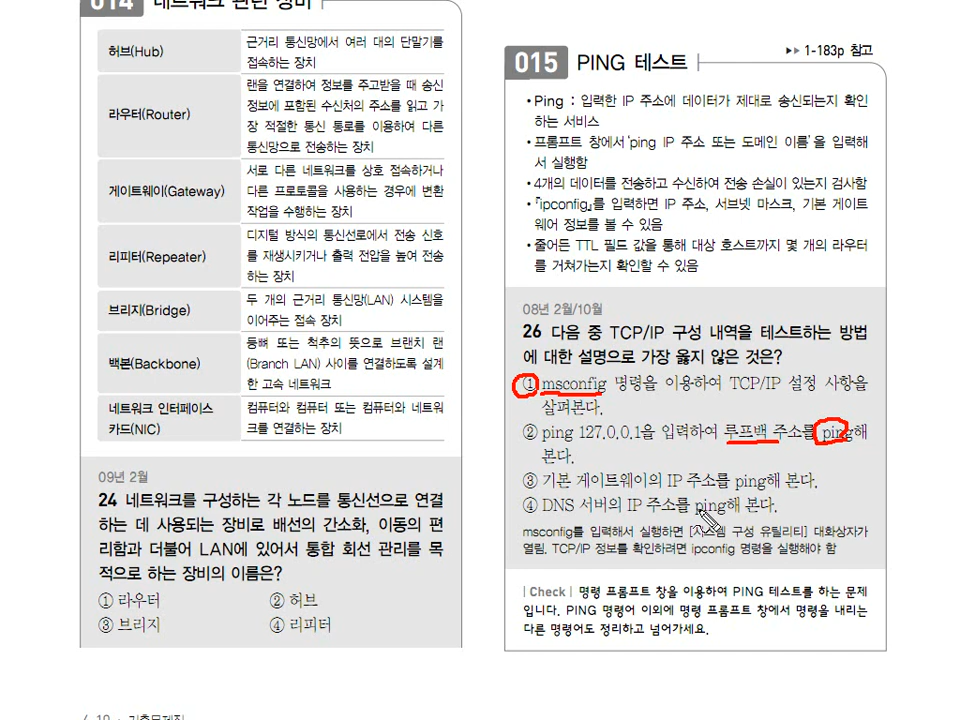 014 네트워크 관련 장비
허브(Hub)
근거리 통신망에서 여러 대의 단말기를
접속하는 장치
라우터(Router)
랜을 연결하여 정보를 주고받을 때 송신
정보에 포함된 수신처의 주소를 읽고 가
장 적절한 통신 통로를 이용하여 다른
통신망으로 전송하는 장치
게이트웨이(Gateway)
서로 다른 네트워크를 상호 접속하거나
다른 프로토콜을 사용하는 경우에 변환
작업을 수행하는 장치
리피터(Repeater)
디지털 방식의 통신선로에서 전송 신호
를 재생시키거나 출력 전압을 높여 전송
하는 장치
브리지(Bridge)
두 개의 근거리 통신망(LAN) 시스템을
이어주는 접속 장치
백본(Backbone)
등뼈 또는 척추의 뜻으로 브랜치 랜
(Branch LAN) 사이를 연결하도록 설계
한 고속 네트워크
네트워크 인터페이스
카드(NIC)
컴퓨터와 컴퓨터 또는 컴퓨터와 네트워
크를 연결하는 장치
09년 2월
24 네트워크를 구성하는 각 노드를 통신선으로 연결
하는 데 사용되는 장비로 배선의 간소화, 이동의 편
리함과 더불어 LAN에 있어서 통합 회선 관리를 목
적으로 하는 장비의 이름은?
① 라우터 ② 허브
③ 브리지 ④ 리피터
▶▶ 1-183p 참고
015 PING 테스트
• Ping : 입력한 IP 주소에 데이터가 제대로 송신되는지 확인
하는 서비스
• 프롬프트 창에서 'ping IP 주소 또는 도메인 이름'을 입력해
서 실행함
• 4개의 데이터를 전송하고 수신하여 전송 손실이 있는지 검사함
• 『ipconfig』를 입력하면 IP 주소, 서브넷 마스크, 기본 게이트
웨어 정보를 볼 수 있음
• 줄어든 TTL 필드 값을 통해 대상 호스트까지 몇 개의 라우터
를 거쳐가는지 확인할 수 있음
08년 2월/10월
26 다음 중 TCP/IP 구성 내역을 테스트하는 방법
에 대한 설명으로 가장 옳지 않은 것은?
① msconfig 명령을 이용하여 TCP/IP 설정 사항을
살펴본다.
② ping 127.0.0.1을 입력하여 루프백 주소를 ping해
본다.
③ 기본 게이트웨이의 IP 주소를 ping해 본다.
④ DNS 서버의 IP 주소를 ping해 본다.
msconfig를 입력해서 실행하면 [시스템 구성 유틸리티] 대화상자가
열림. TCP/IP 정보를 확인하려면 ipconfig 명령을 실행해야 함
| Check | 명령 프롬프트 창을 이용하여 PING 테스트를 하는 문제
입니다. PING 명령어 이외에 명령 프롬프트 창에서 명령을 내리는
다른 명령어도 정리하고 넘어가세요.